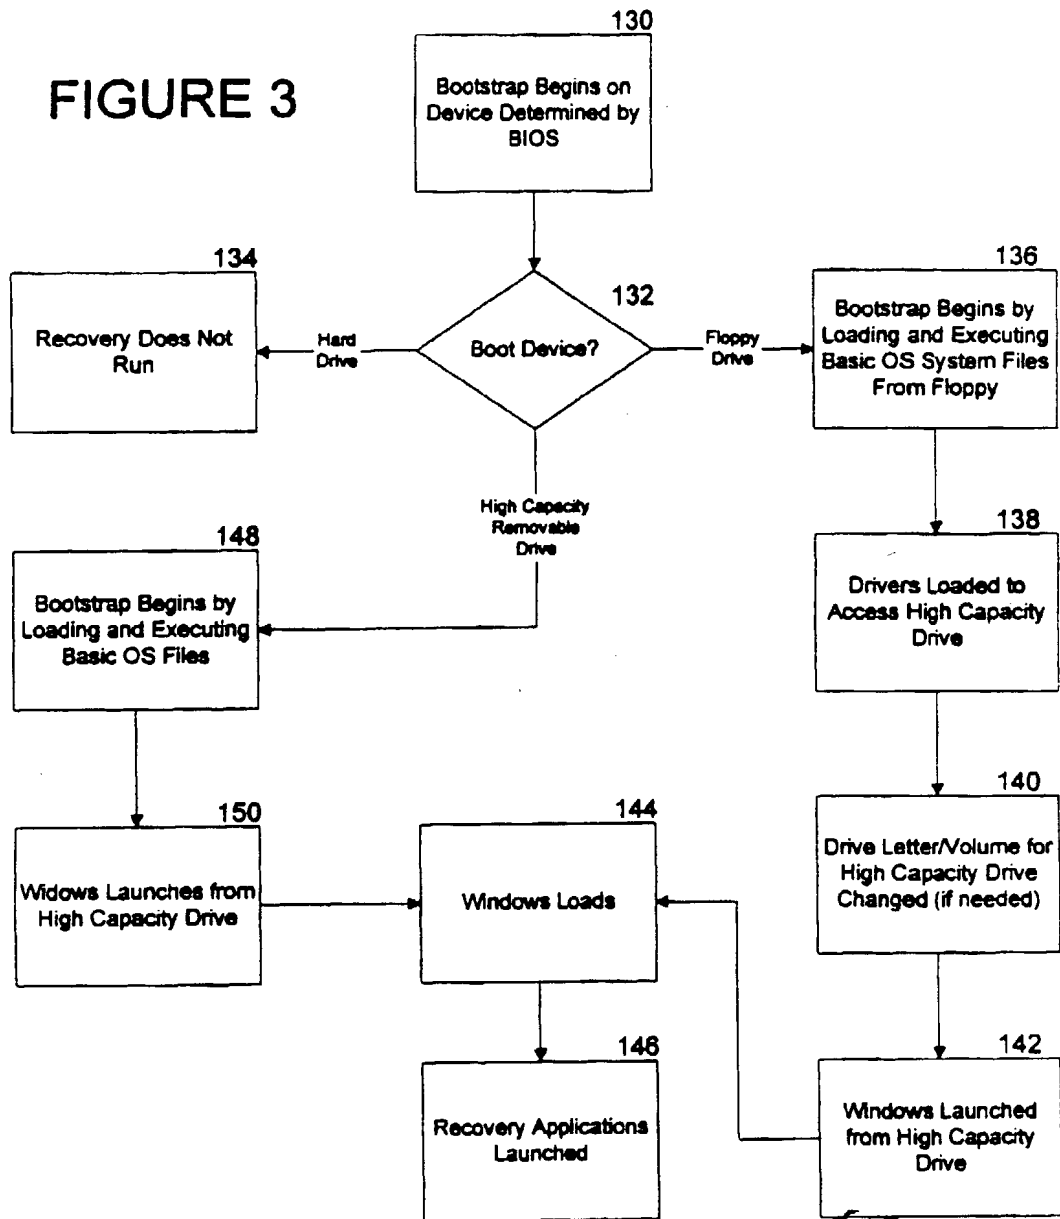 FIGURE 3
130
Bootstrap Begins on
Device Determined by
BIOS
132
Boot Device?
134
Recovery Does Not
Run
Hard
Drive
Floppy
Drive
136
Bootstrap Begins by
Loading and Executing
Basic OS System Files
From Floppy
High Capacity
Removable
Drive
138
Drivers Loaded to
Access High Capacity
Drive
148
Bootstrap Begins by
Loading and Executing
Basic OS Files
140
Drive Letter/Volume for
High Capacity Drive
Changed (if needed)
150
Widows Launches from
High Capacity Drive
144
Windows Loads
142
Windows Launched
from High Capacity
Drive
146
Recovery Applications
Launched